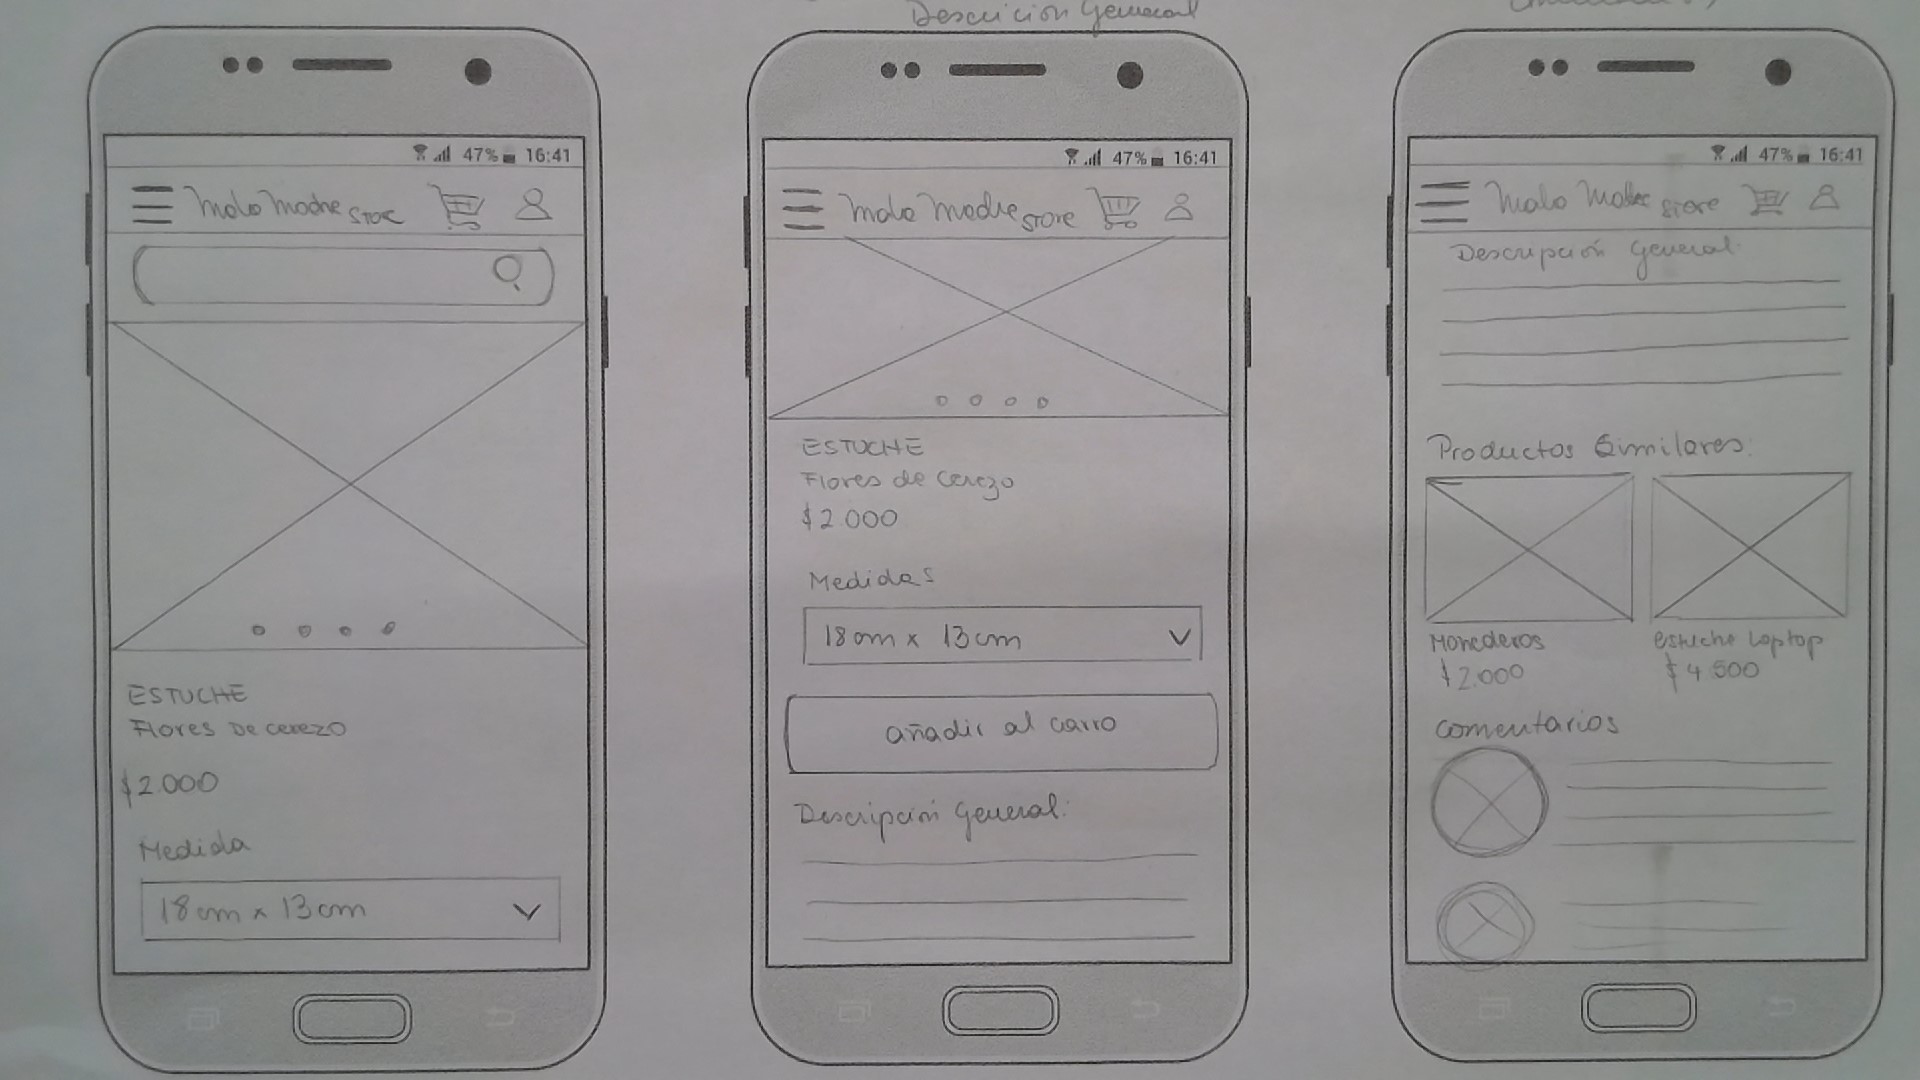 Descrición General
47% 16:41
Mala Madre STORE
ESTUCHE
Flores De cerezo
$2.000
Medida
18cm x 13cm
47% 16:41
Mala Madre STORE
ESTUCHE
Flores de Cerezo
$2.000
Medidas
18cm x 13cm
añadir al carro
Descripción General:
47% 16:41
Mala Madre store
Descripción General:
Productos Similares:
Monederos
$2.000
estuche Laptop
$4.500
Comentarios